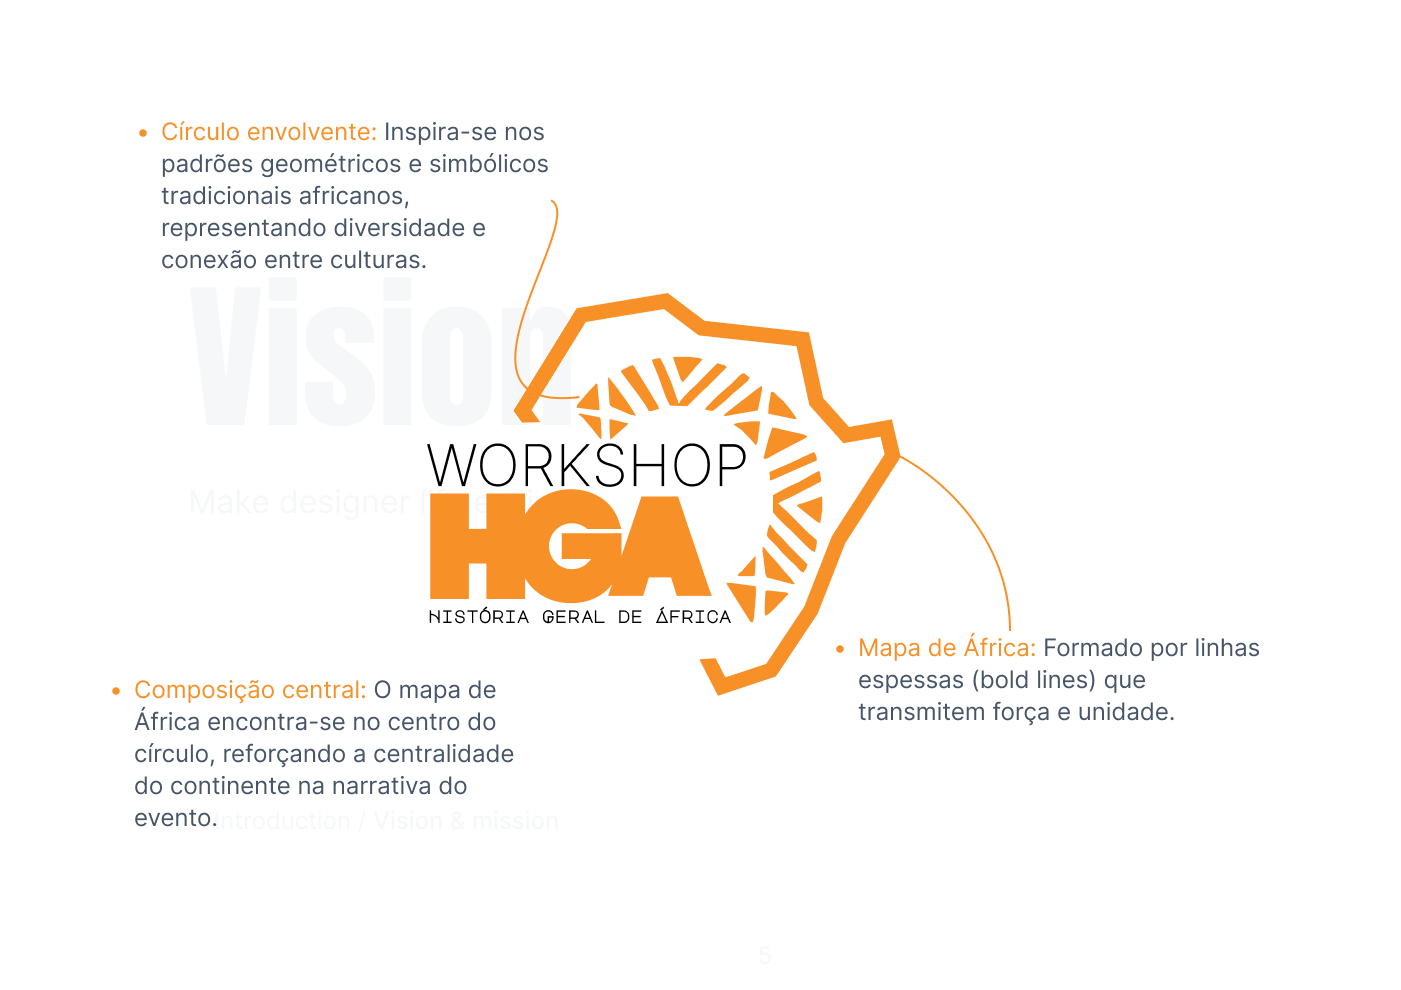 • Círculo envolvente: Inspira-se nos
padrões geométricos e simbólicos
tradicionais africanos,
representando diversidade e
conexão entre culturas.
Vision
Make designer
WORKSHOP
HGA
HISTÓRIA GERAL DE ÁFRICA
• Mapa de África: Formado por linhas
espessas (bold lines) que
transmitem força e unidade.
• Composição central: O mapa de
África encontra-se no centro do
círculo, reforçando a centralidade
do continente na narrativa do
evento.
Introduction / Vision & mission
5